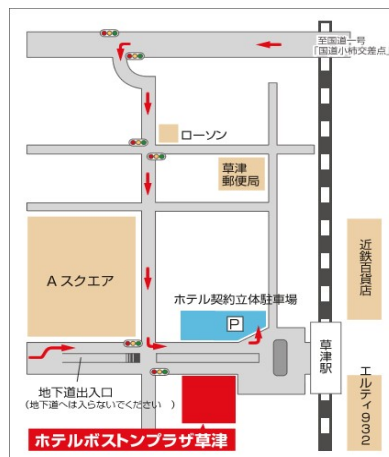 至国道一号
「国道小柿交差点」
ローソン
草津
郵便局
近鉄百貨店
Aスクエア
ホテル契約立体駐車場
P
草津駅
地下道出入口
(地下道へは入らないでください　)
エルティ932
ホテルボストンプラザ草津